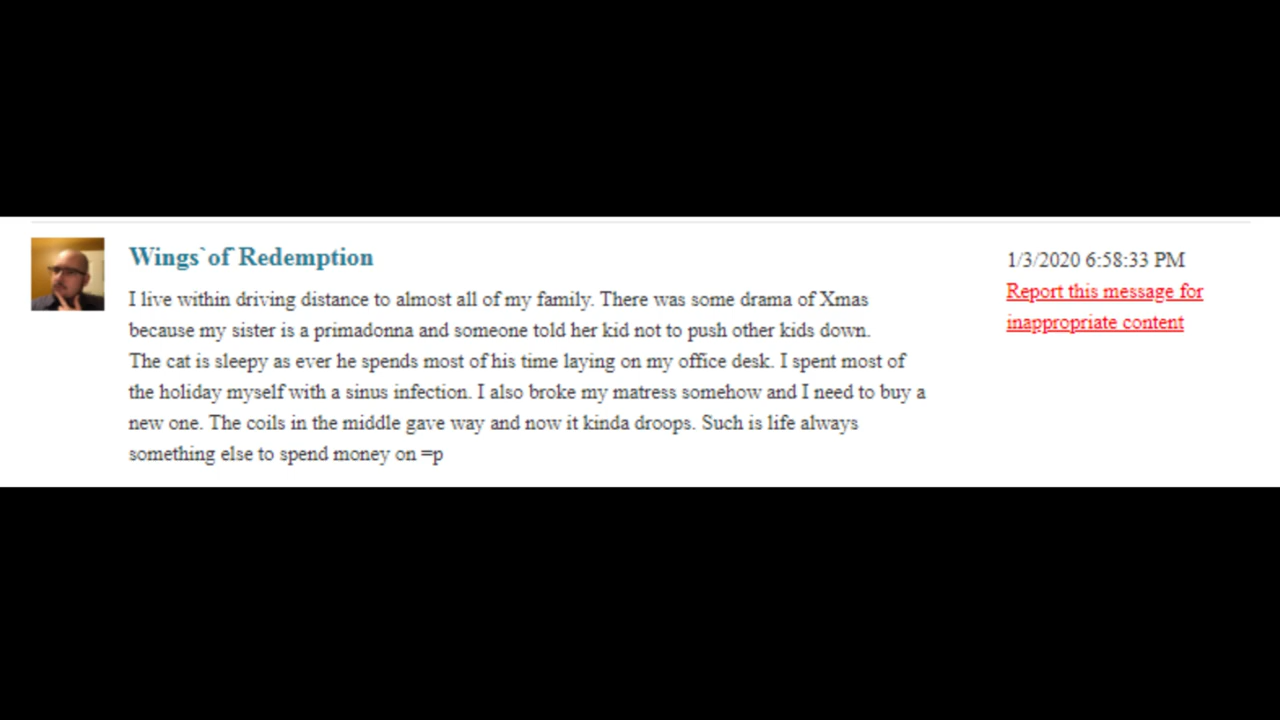 Wings`of Redemption
I live within driving distance to almost all of my family. There was some drama of Xmas
because my sister is a primadonna and someone told her kid not to push other kids down.
The cat is sleepy as ever he spends most of his time laying on my office desk. I spent most of
the holiday myself with a sinus infection. I also broke my matress somehow and I need to buy a
new one. The coils in the middle gave way and now it kinda droops. Such is life always
something else to spend money on =p
1/3/2020 6:58:33 PM
Report this message for
inappropriate content